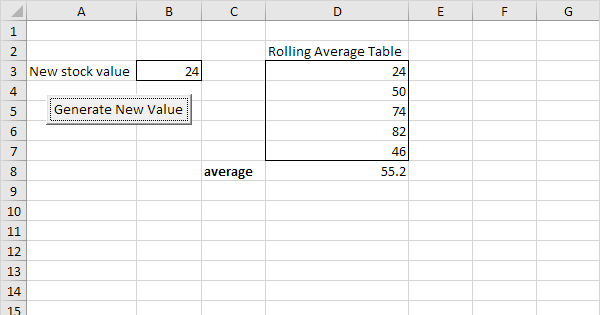 A B C D E F G
1
2 Rolling Average Table
3 New stock value 24 24
4 50
5 Generate New Value 74
6 82
7 46
8 average 55.2
9
10
11
12
13
14
15